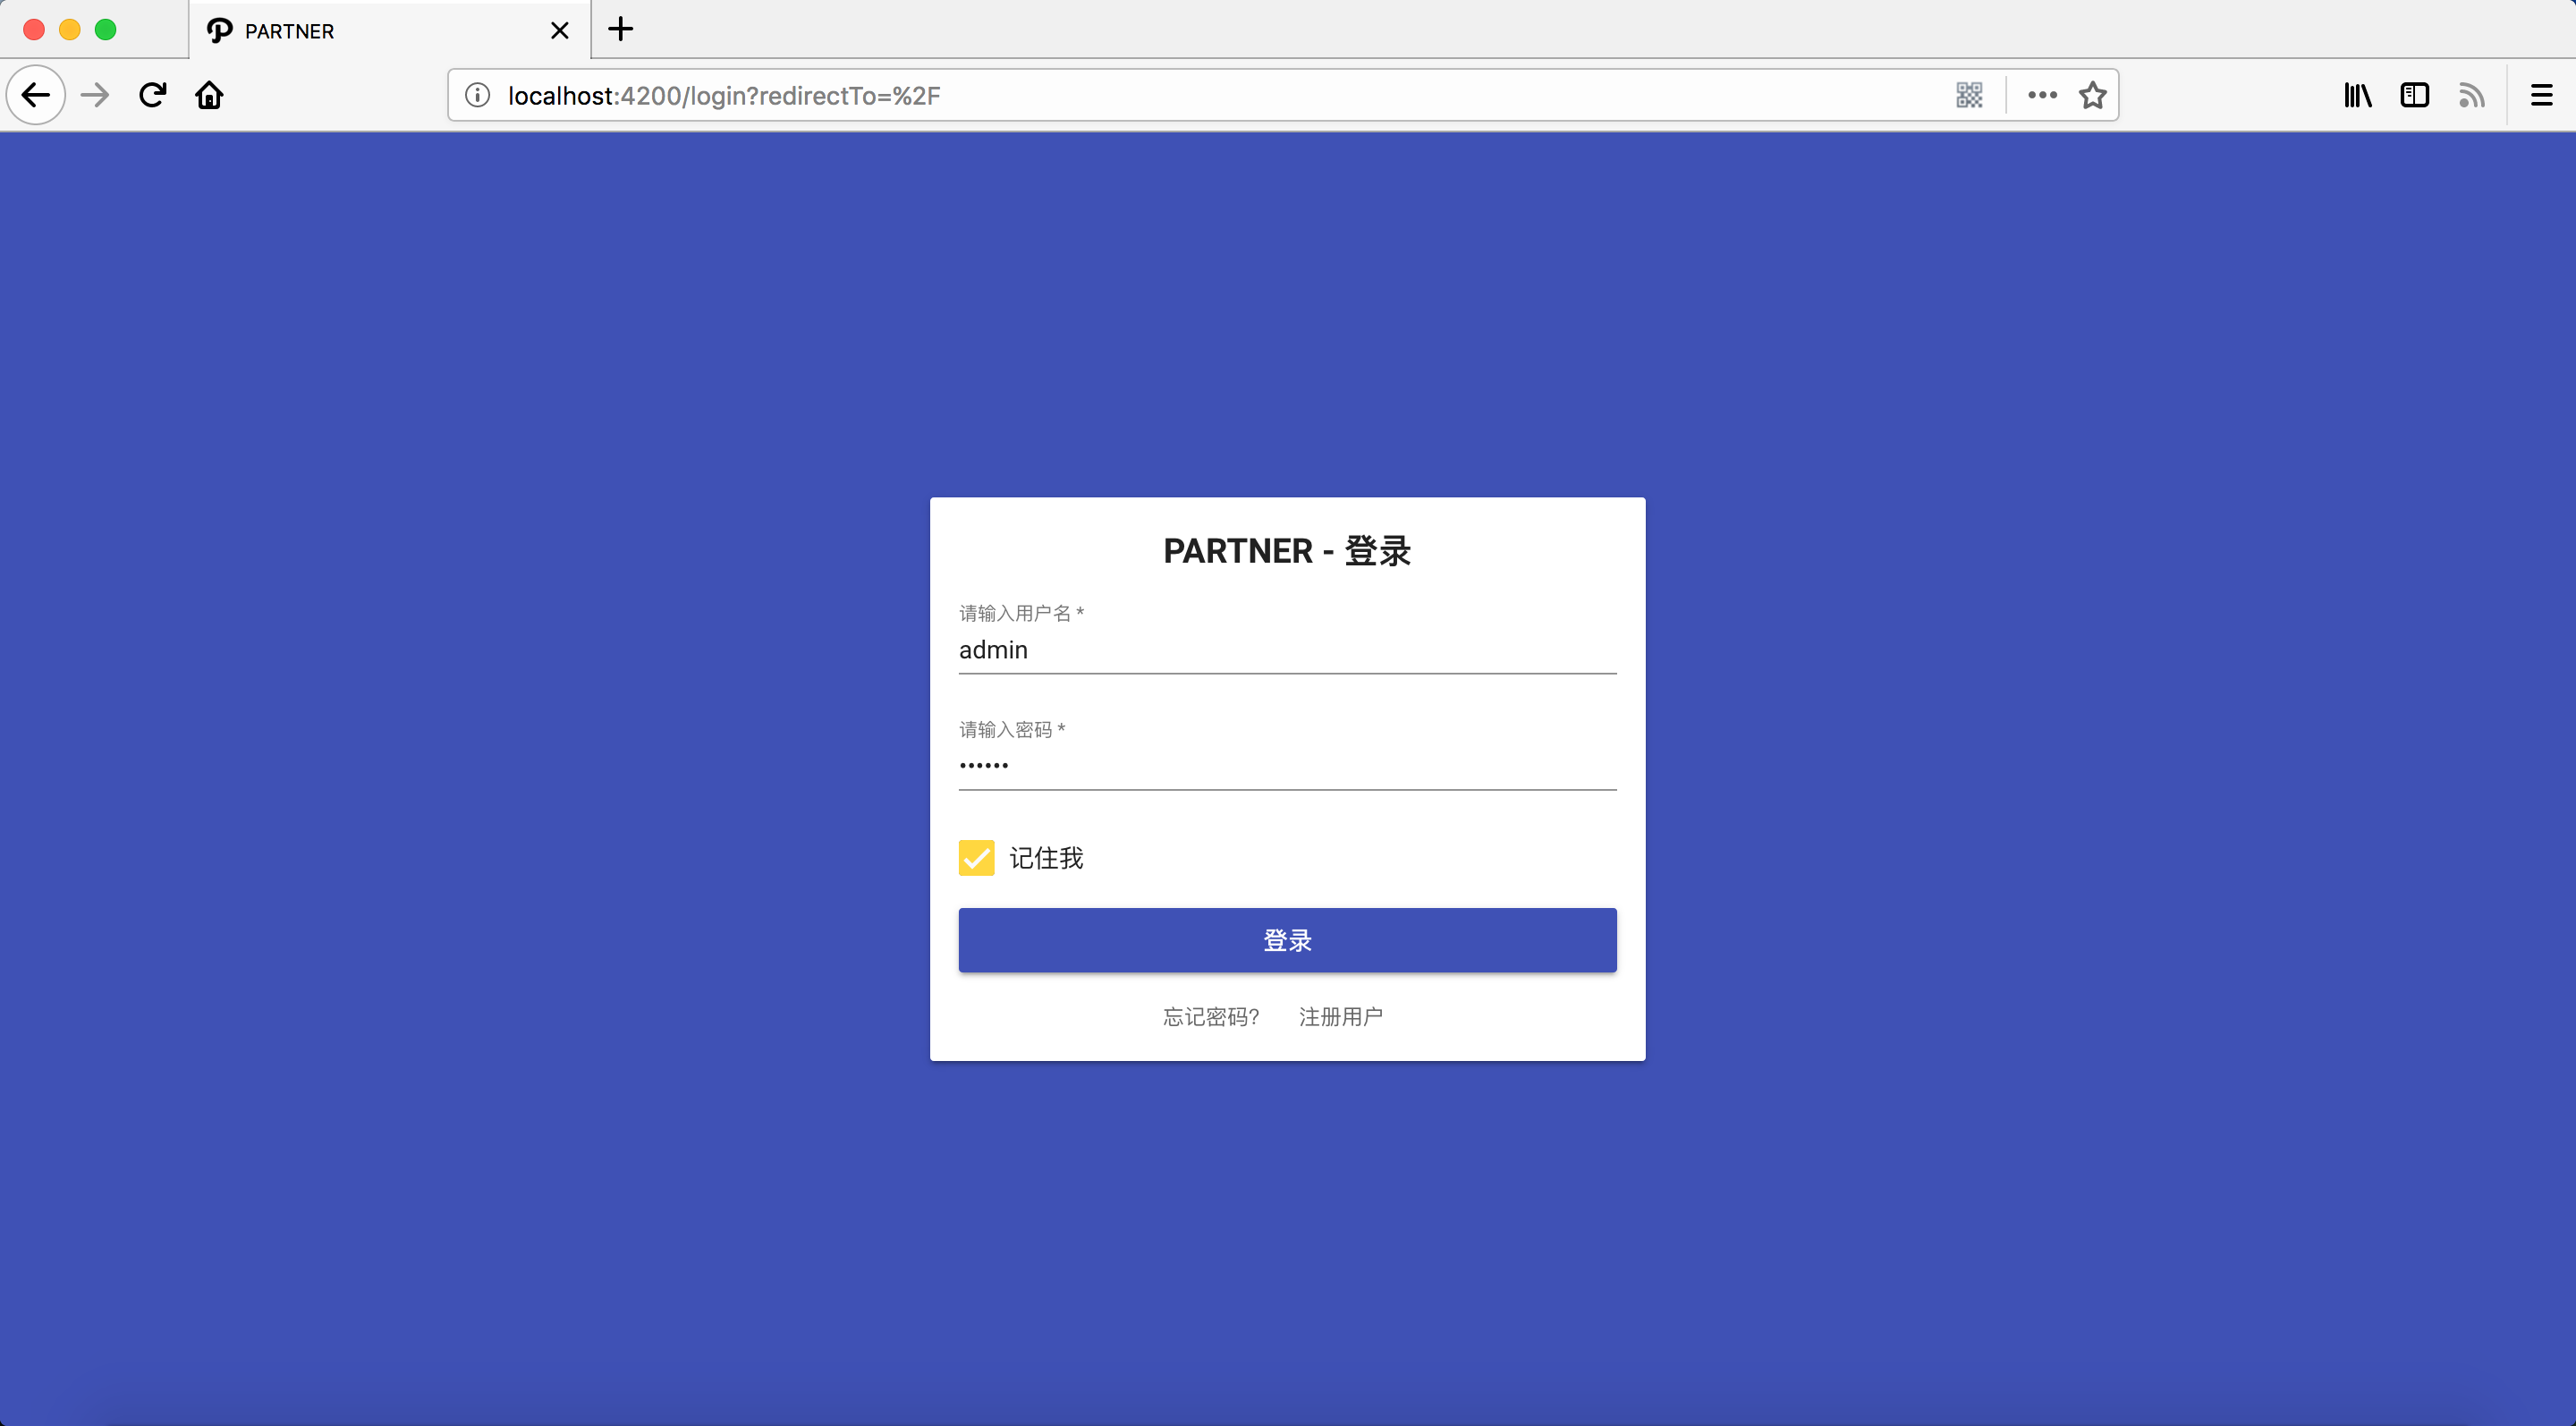 PARTNER
localhost:4200/login?redirectTo=%2F
PARTNER - 登录
请输入用户名 *
admin
请输入密码 *
••••••
记住我
登录
忘记密码? 注册用户